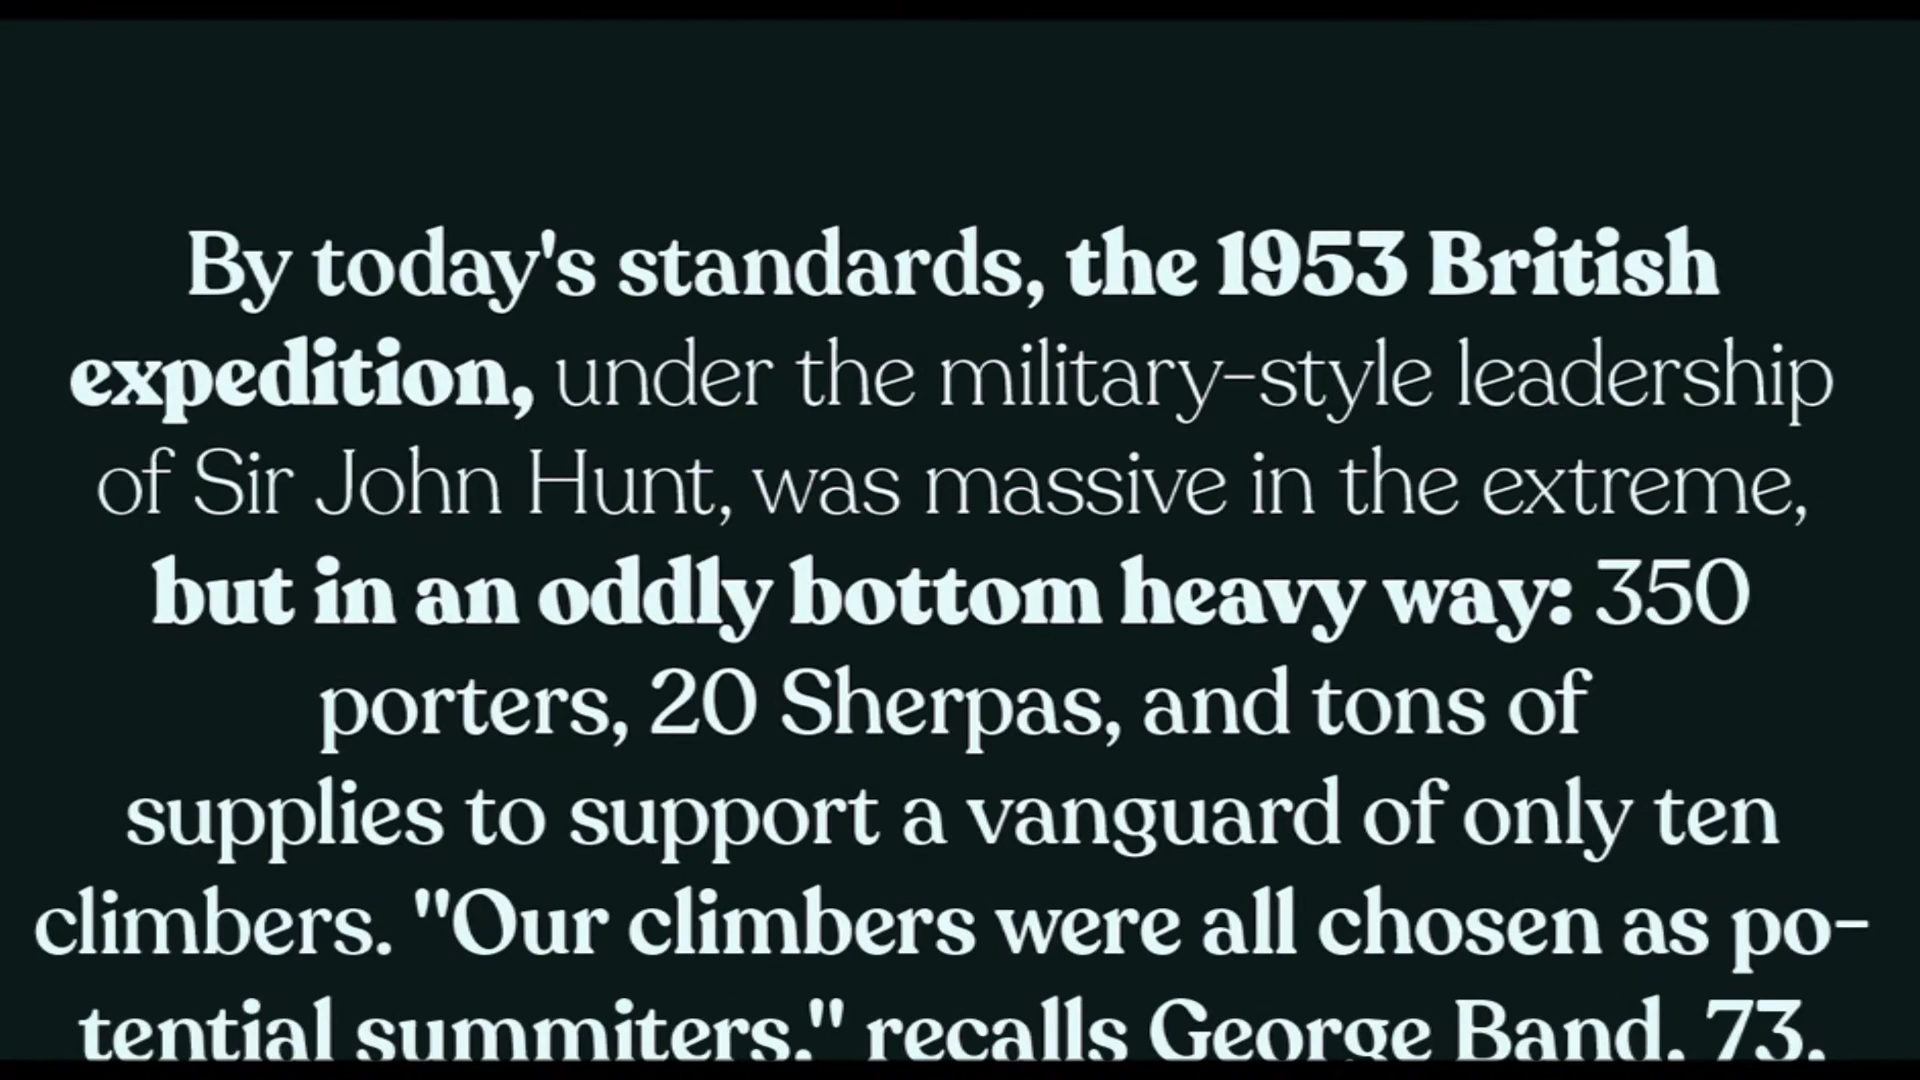 By today's standards, the 1953 British
expedition, under the military-style leadership
of Sir John Hunt, was massive in the extreme,
but in an oddly bottom heavy way: 350
porters, 20 Sherpas, and tons of
supplies to support a vanguard of only ten
climbers. "Our climbers were all chosen as po-
tential summiters." recalls George Band, 73,